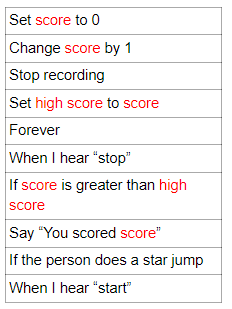 Set score to 0
Change score by 1
Stop recording
Set high score to score
Forever
When I hear “stop”
If score is greater than high
score
Say “You scored score”
If the person does a star jump
When I hear “start”